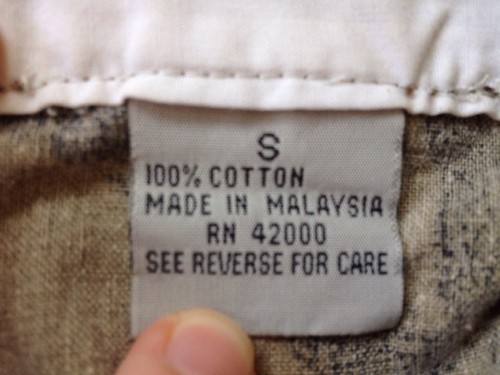 S
100% COTTON
MADE IN MALAYSIA
RN 42000
SEE REVERSE FOR CARE